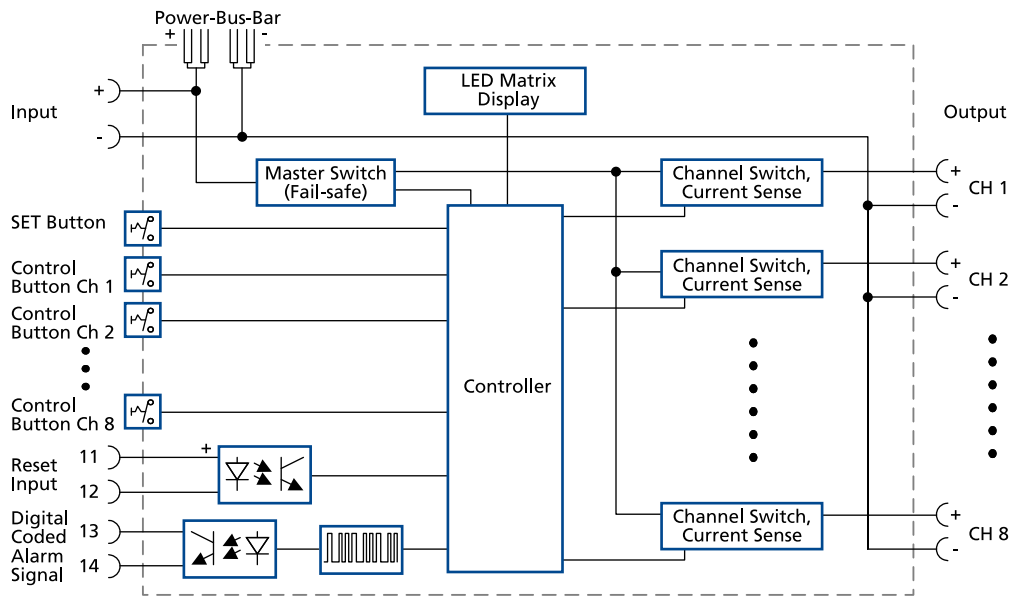 Power-Bus-Bar
+ -
Input
+
-
LED Matrix
Display
Output
Master Switch
(Fail-safe)
Channel Switch,
Current Sense
+
CH 1
-
SET Button
Control
Button Ch 1
Channel Switch,
Current Sense
+
CH 2
-
Control
Button Ch 2
Controller
Control
Button Ch 8
Reset
Input
11
+
12
Digital
Coded
Alarm
Signal
13
14
Channel Switch,
Current Sense
+
CH 8
-